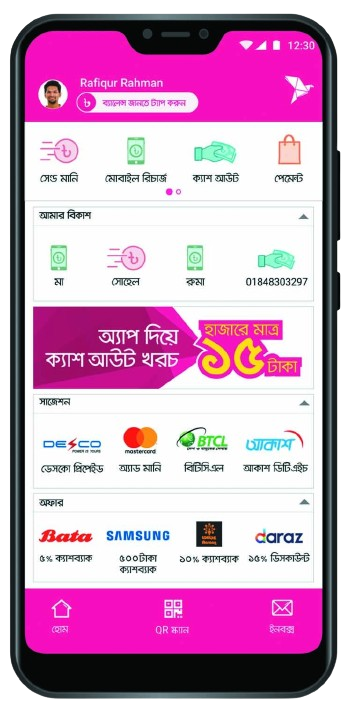 12:30
Rafiqur Rahman
৳ ব্যালেন্স জানতে ট্যাপ করুন
সেন্ড মানি মোবাইল রিচার্জ ক্যাশ আউট পেমেন্ট
আমার বিকাশ
মা সোহেল রুমা 01848303297
অ্যাপ দিয়ে
ক্যাশ আউট খরচ
হাজারে মাত্র
১৫
টাকা
সাজেশন
DESCO mastercard BTCL আকাশ
ডেসকো প্রিপেইড অ্যাড মানি বিটিসিএল আকাশ ডিটিএইচ
অফার
Bata SAMSUNG daraz
৫% ক্যাশব্যাক ৫০০টাকা ১০% ক্যাশব্যাক ১৫% ডিসকাউন্ট
ক্যাশব্যাক
হোম QR স্ক্যান ইনবক্স